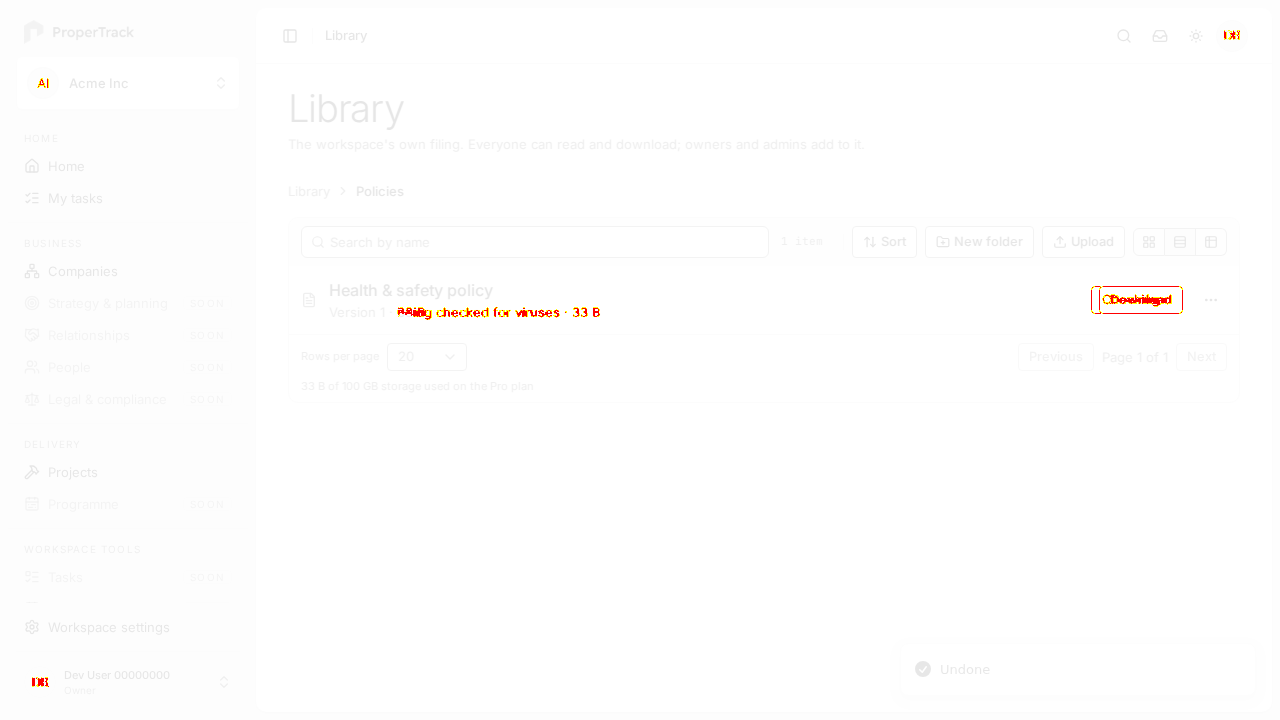 ProperTrack
AI
Acme Inc
HOME
Home
My tasks
BUSINESS
Companies
Strategy & planning SOON
Relationships SOON
People SOON
Legal & compliance SOON
DELIVERY
Projects
Programme SOON
WORKSPACE TOOLS
Tasks SOON
Workspace settings
Dev User 00000000
Owner
Library
Library
The workspace's own filing. Everyone can read and download; owners and admins add to it.
Library
Policies
Search by name
1 item
Sort
New folder
Upload
Health & safety policy
Version 1
checked for viruses · 33 B
Download
Rows per page
20
Previous
Page 1 of 1
Next
33 B of 100 GB storage used on the Pro plan
Undone